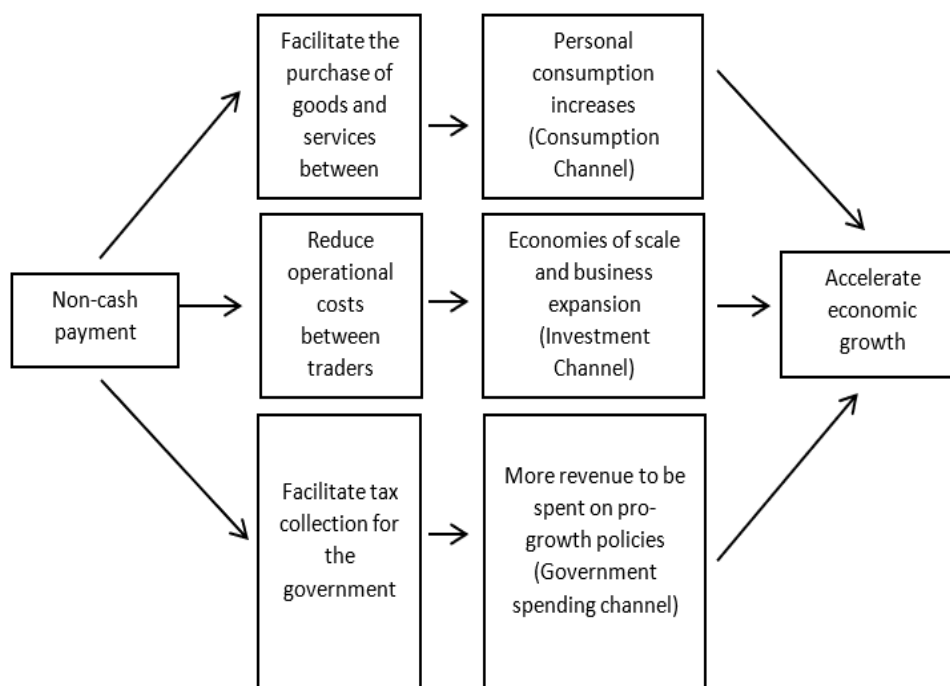 Non-cash
payment
Facilitate the
purchase of
goods and
services
between
Personal
consumption
increases
(Consumption
Channel)
Reduce
operational
costs
between
traders
Economies of scale
and business
expansion
(Investment
Channel)
Facilitate tax
collection for
the
government
More revenue to be
spent on pro-
growth policies
(Government
spending channel)
Accelerate
economic
growth